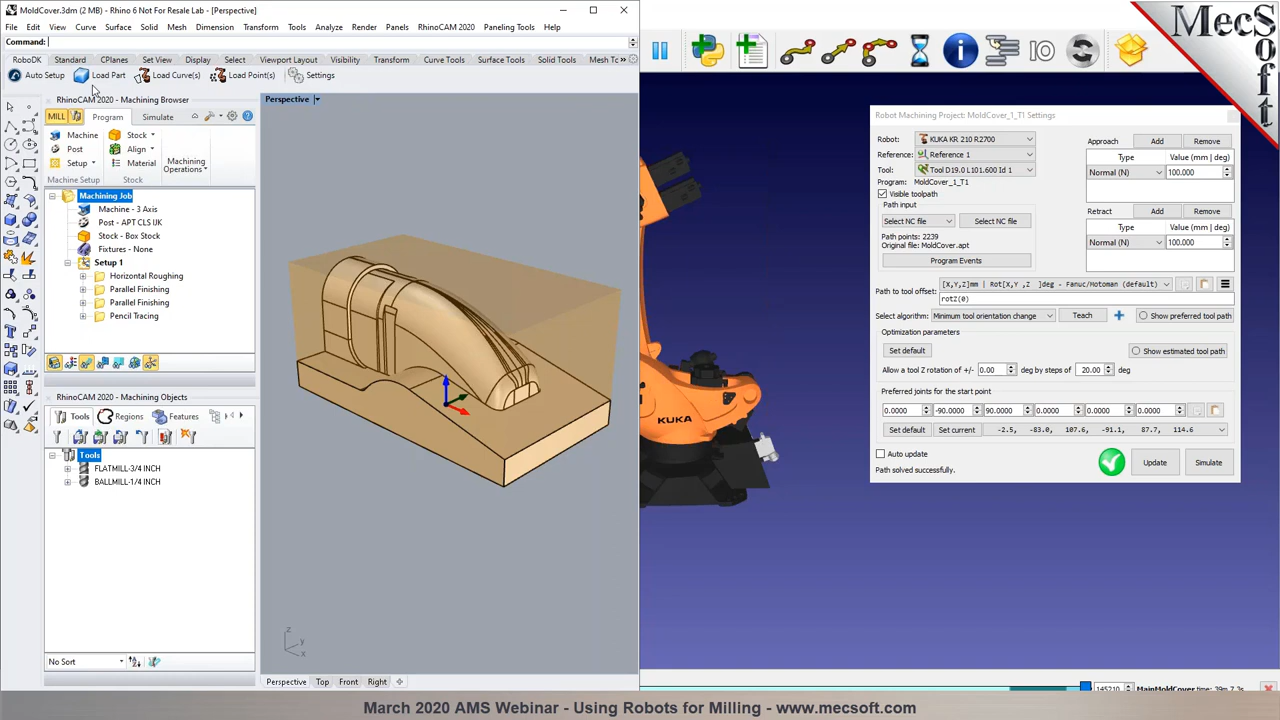 MoldCover.3dm (2 MB) - Rhino 6 Not For Resale Lab - [Perspective]
File Edit View Curve Surface Solid Mesh Dimension Transform Tools Analyze Render Panels RhinoCAM 2020 Paneling Tools Help
Command:
RobotDK Standard CPlanes Set View Display Select Viewport Layout Visibility Transform Curve Tools Surface Tools Solid Tools Mesh Tc
Auto Setup Load Part Load Curve(s) Load Point(s) Settings
RhinoCAM 2020 - Machining Browser
MILL Program Simulate
Machine Stock
Post Align
Setup Material
Machining Operations
Machine Setup Stock
Machining Job
Machine - 3 Axis
Post - APT CLS IJK
Stock - Box Stock
Fixtures - None
Setup 1
Horizontal Roughing
Parallel Finishing
Parallel Finishing
Pencil Tracing
RhinoCAM 2020 - Machining Objects
Tools Regions Features
Tools
FLATMILL-3/4 INCH
BALLMILL-1/4 INCH
No Sort
Perspective
z
y
x
Perspective Top Front Right
KUKA
MecSoft
Robot Machining Project: MoldCover_1_T1 Settings
Robot: KUKA KR 210 R2700
Reference: Reference 1
Tool: Tool D19.0 L101.600 Id 1
Program: MoldCover_1_T1
Visible toolpath
Path input
Select NC file Select NC file
Path points: 2239
Original file: MoldCover.apt
Program Events
Approach Add Remove
Type Value (mm | deg)
Normal (N) 100.000
Retract Add Remove
Type Value (mm | deg)
Normal (N) 100.000
Path to tool offset: [X,Y,Z]mm | Rot[X,Y ,Z ]deg - Fanuc/Motoman (default)
rotZ(0)
Select algorithm: Minimum tool orientation change Teach Show preferred tool path
Optimization parameters
Set default Show estimated tool path
Allow a tool Z rotation of +/- 0.00 deg by steps of 20.00 deg
Preferred joints for the start point
0.0000 -90.0000 90.0000 0.0000 0.0000 0.0000
Set default Set current -2.5, -83.0, 107.6, -91.1, 87.7, 114.6
Auto update
Path solved successfully.
Update Simulate
145210 MainMoldCover time: 39m 7.3s
March 2020 AMS Webinar - Using Robots for Milling - www.mecsoft.com